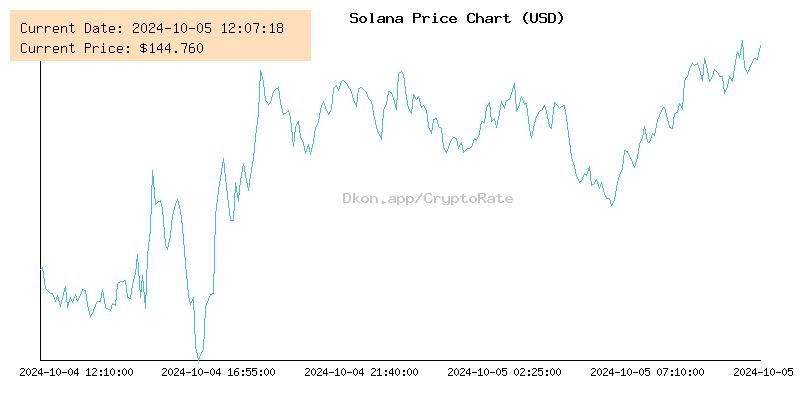 Solana Price Chart (USD)
Current Date: 2024-10-05 12:07:18
Current Price: $144.760
Dkon.app/CryptoRate
2024-10-04 12:10:00
2024-10-04 16:55:00
2024-10-04 21:40:00
2024-10-05 02:25:00
2024-10-05 07:10:00
2024-10-05